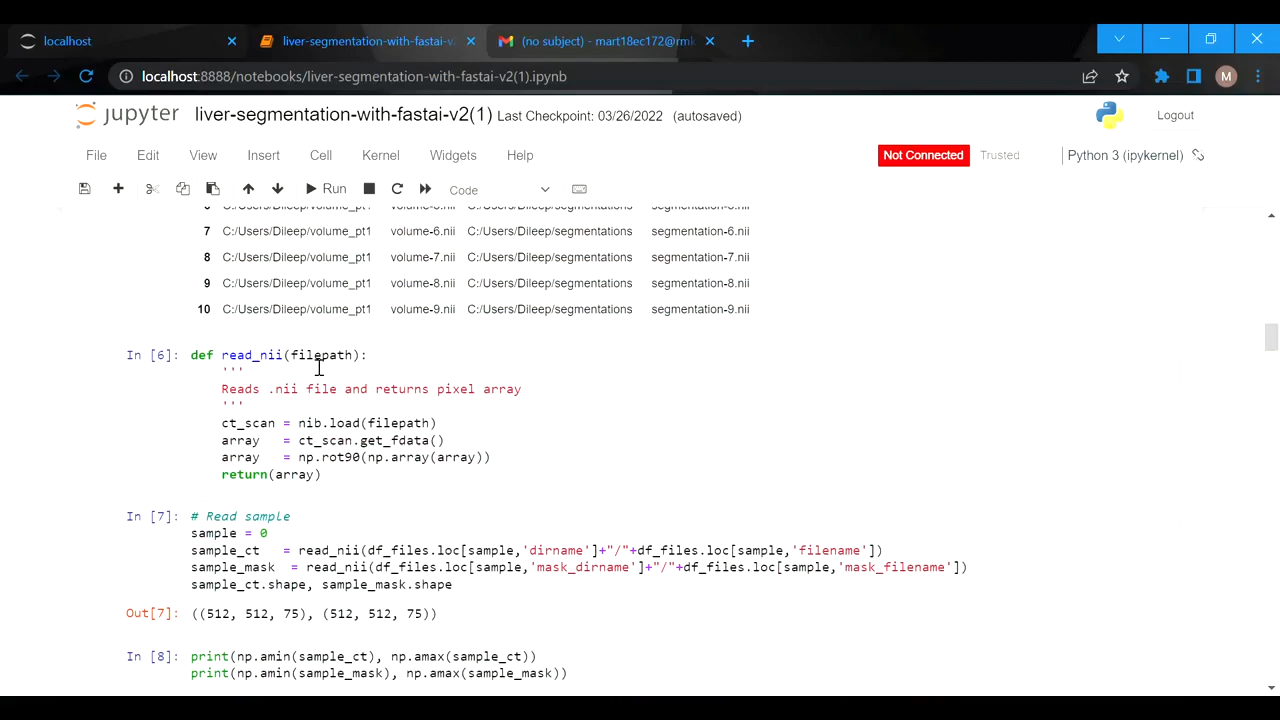 localhost
liver-segmentation-with-fastai-v
(no subject) - mart18ec172@rmk
localhost:8888/notebooks/liver-segmentation-with-fastai-v2(1).ipynb
M
jupyter liver-segmentation-with-fastai-v2(1) Last Checkpoint: 03/26/2022 (autosaved)
Logout
File Edit View Insert Cell Kernel Widgets Help
Not Connected Trusted Python 3 (ipykernel)
Run Code
7 C:/Users/Dileep/volume_pt1 volume-6.nii C:/Users/Dileep/segmentations segmentation-6.nii
8 C:/Users/Dileep/volume_pt1 volume-7.nii C:/Users/Dileep/segmentations segmentation-7.nii
9 C:/Users/Dileep/volume_pt1 volume-8.nii C:/Users/Dileep/segmentations segmentation-8.nii
10 C:/Users/Dileep/volume_pt1 volume-9.nii C:/Users/Dileep/segmentations segmentation-9.nii
In [6]: def read_nii(filepath):
'''
Reads .nii file and returns pixel array
'''
ct_scan = nib.load(filepath)
array = ct_scan.get_fdata()
array = np.rot90(np.array(array))
return(array)
In [7]: # Read sample
sample = 0
sample_ct = read_nii(df_files.loc[sample,'dirname']+"/"+df_files.loc[sample,'filename'])
sample_mask = read_nii(df_files.loc[sample,'mask_dirname']+"/"+df_files.loc[sample,'mask_filename'])
sample_ct.shape, sample_mask.shape
Out[7]: ((512, 512, 75), (512, 512, 75))
In [8]: print(np.amin(sample_ct), np.amax(sample_ct))
print(np.amin(sample_mask), np.amax(sample_mask))